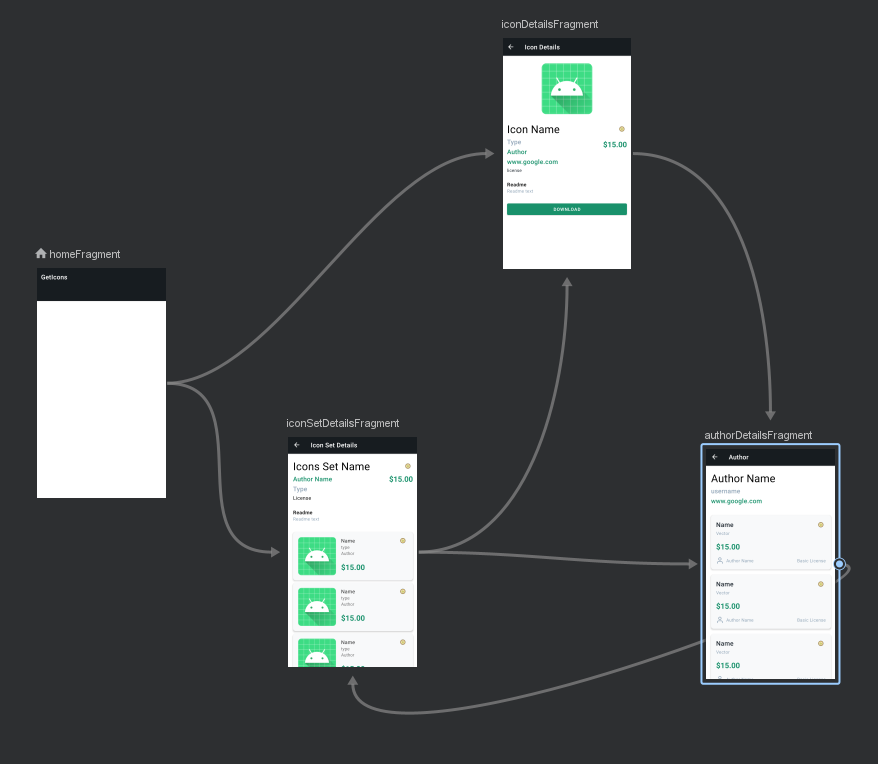 iconDetailsFragment
Icon Details
Icon Name
Type
$15.00
Author
www.google.com
license
Readme
Readme text
DOWNLOAD
homeFragment
GetIcons
iconSetDetailsFragment
Icon Set Details
Icons Set Name
Author Name
$15.00
Type
License
Readme
Readme text
Name
type
Author
$15.00
Name
type
Author
$15.00
Name
type
Author
$15.00
authorDetailsFragment
Author
Author Name
username
www.google.com
Name
Vector
$15.00
Author Name
Basic License
Name
Vector
$15.00
Author Name
Basic License
Name
Vector
$15.00